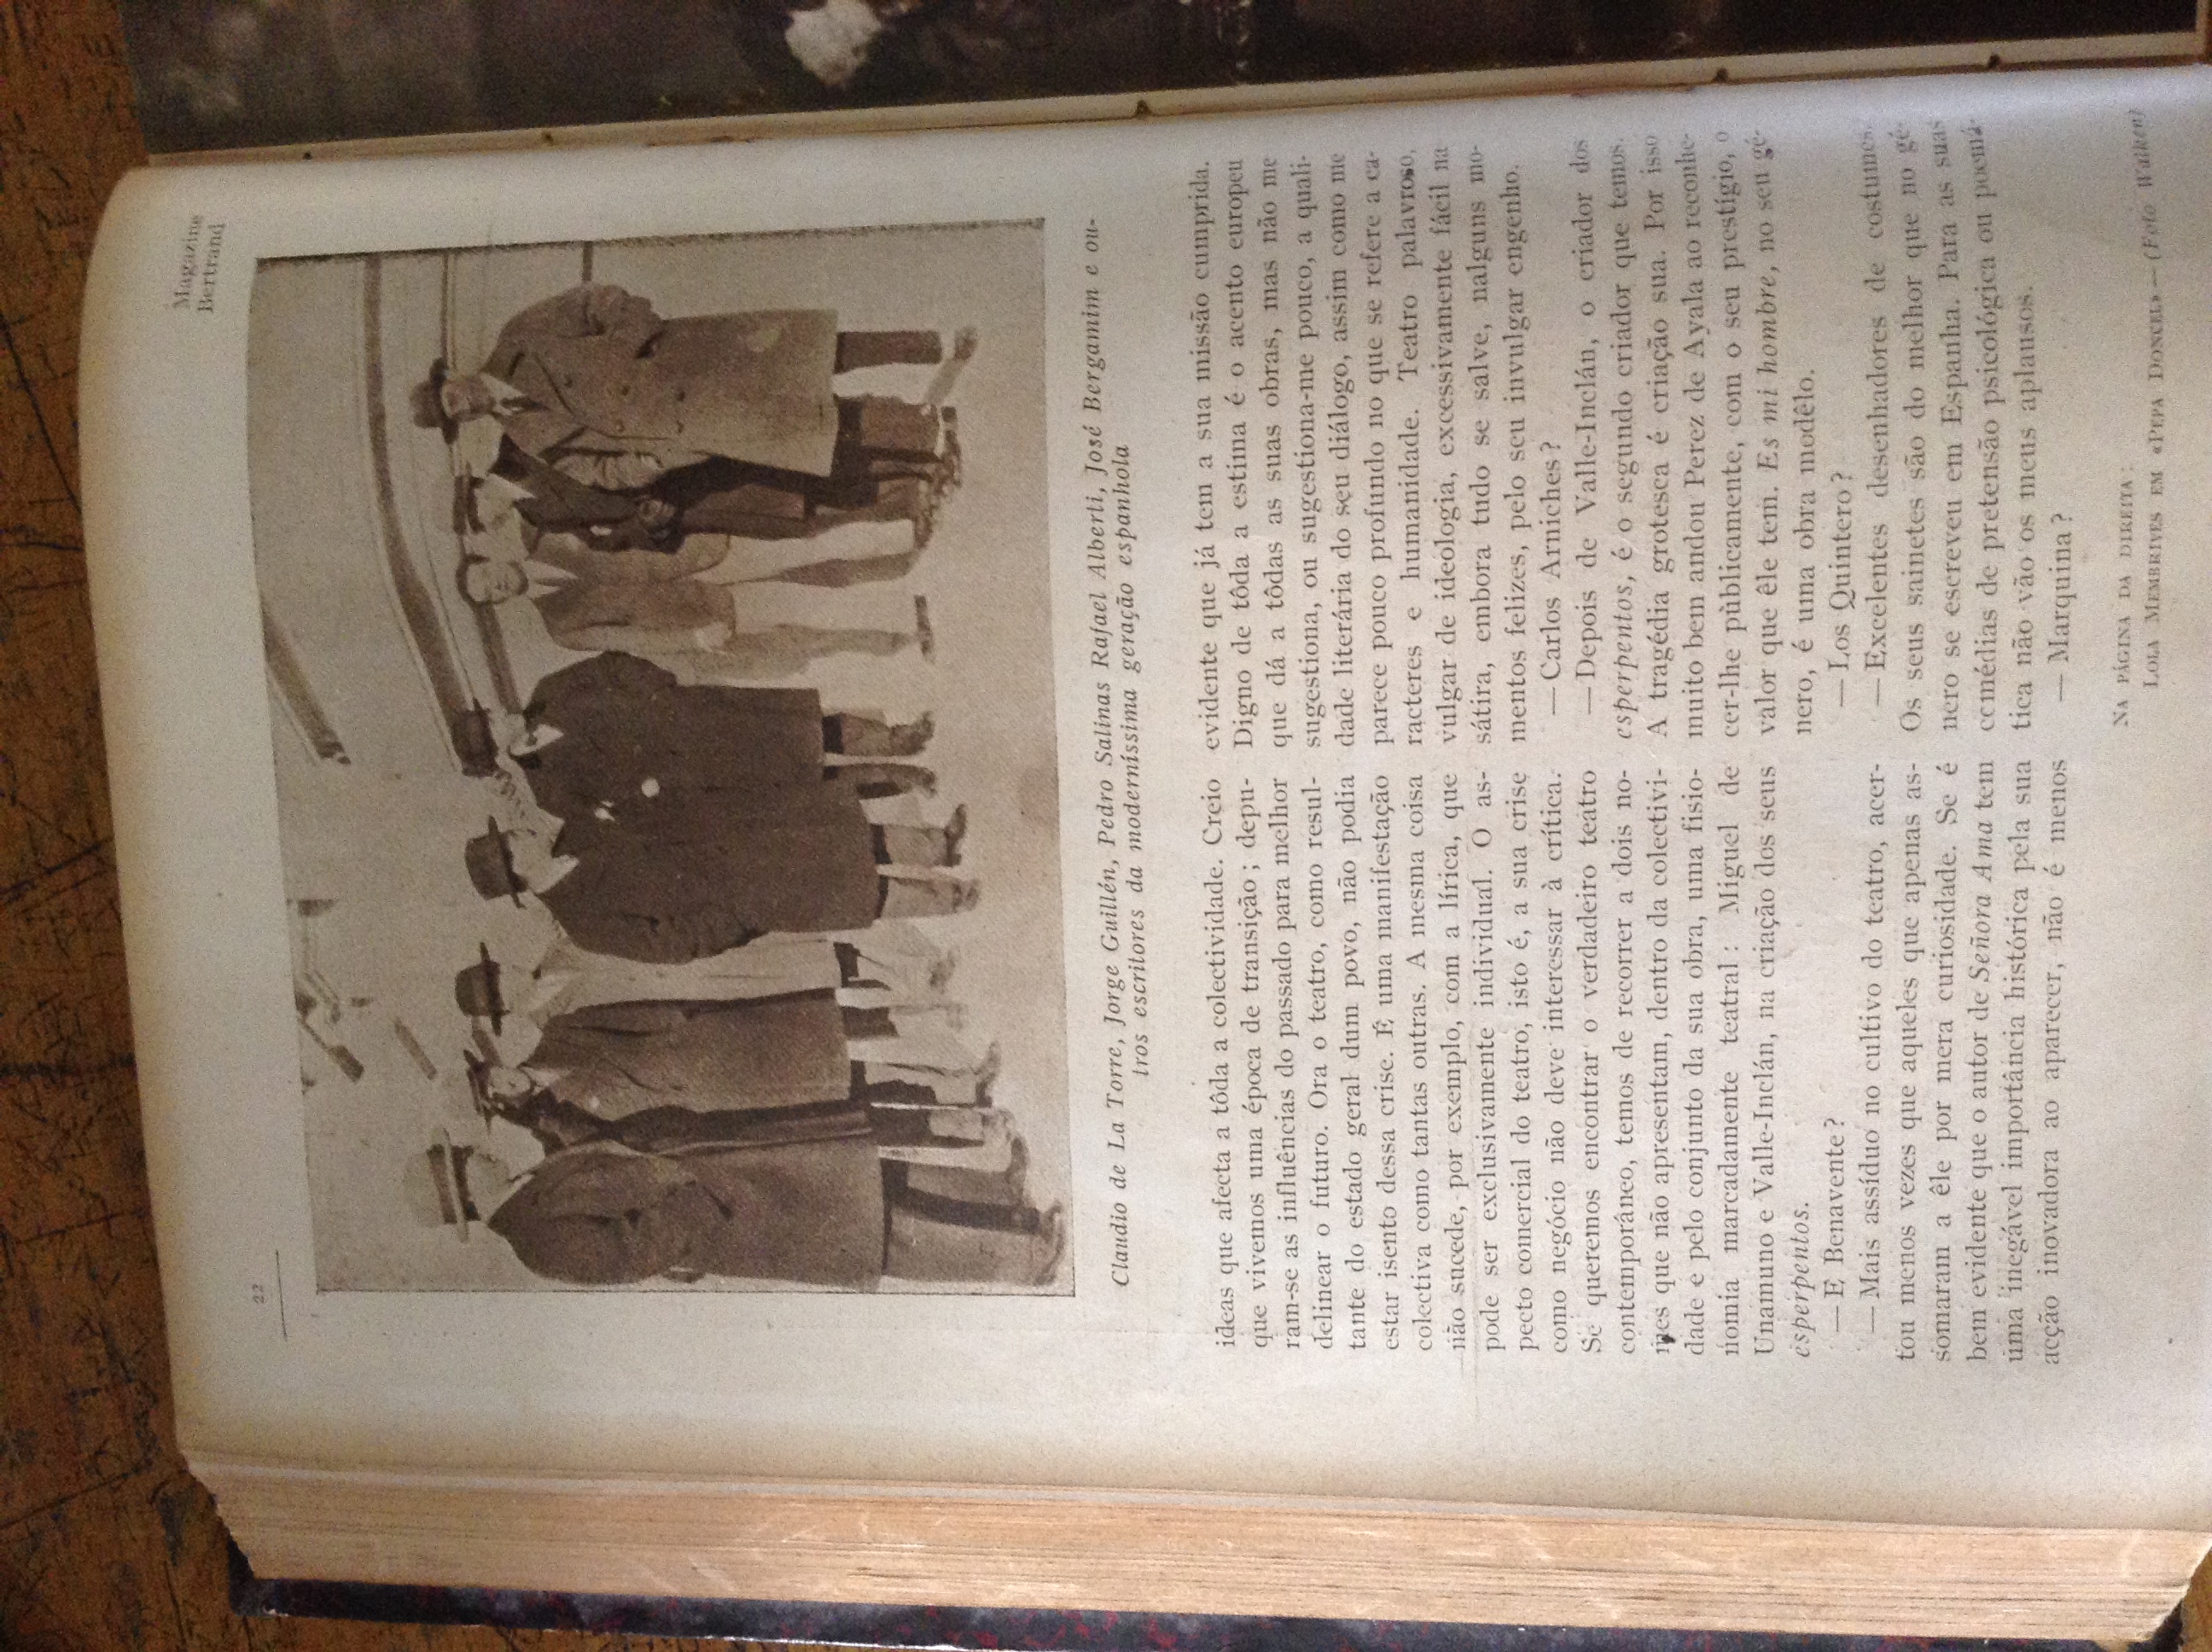 22
Magazine
Bertrand
Claudio de La Torre, Jorge Guillén, Pedro Salinas Rafael Alberti, José Bergamim e ou-
tros escritores da moderníssima geração espanhola
ideas que afecta a tôda a colectividade. Creio
que vivemos uma época de transição ; depu-
ram-se as influências do passado para melhor
delinear o futuro. Ora o teatro, como resul-
tante do estado geral dum povo, não podia
estar isento dessa crise. É uma manifestação
colectiva como tantas outras. A mesma coisa
não sucede, por exemplo, com a lírica, que
pode ser exclusivamente individual. O as-
pecto comercial do teatro, isto é, a sua crise
como negócio não deve interessar à crítica.
Se queremos encontrar o verdadeiro teatro
contemporâneo, temos de recorrer a dois no-
mes que não apresentam, dentro da colectivi-
dade e pelo conjunto da sua obra, uma fisio-
nomia marcadamente teatral : Miguel de
Unamuno e Valle-Inclán, na criação dos seus
esperpentos.
— E Benavente ?
— Mais assíduo no cultivo do teatro, acer-
tou menos vezes que aqueles que apenas as-
somaram a êle por mera curiosidade. Se é
bem evidente que o autor de Señora Ama tem
uma inegável importância histórica pela sua
acção inovadora ao aparecer, não é menos
evidente que já tem a sua missão cumprida.
Digno de tôda a estima é o acento europeu
que dá a tôdas as suas obras, mas não me
sugestiona, ou sugestiona-me pouco, a quali-
dade literária do seu diálogo, assim como me
parece pouco profundo no que se refere a ca-
racteres e humanidade. Teatro palavroso,
vulgar de ideologia, excessivamente fácil na
sátira, embora tudo se salve, nalguns mo-
mentos felizes, pelo seu invulgar engenho.
— Carlos Arniches ?
— Depois de Valle-Inclán, o criador dos
esperpentos, é o segundo criador que temos.
A tragédia grotesca é criação sua. Por isso
muito bem andou Perez de Ayala ao reconhe-
cer-lhe pùblicamente, com o seu prestígio, o
valor que êle tem. Es mi hombre, no seu gé-
nero, é uma obra modêlo.
— Los Quintero ?
— Excelentes desenhadores de costumes.
Os seus sainetes são do melhor que no gé-
nero se escreveu em Espanha. Para as suas
comédias de pretensão psicológica ou poemá-
tica não vão os meus aplausos.
— Marquina ?
NA PÁGINA DA DIREITA :
LOLA MEMBRIVES EM «PEPA DONCEL» — (Foto Walken)